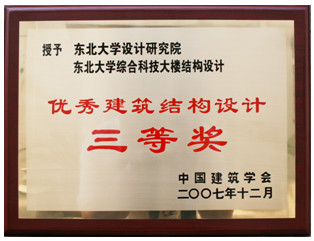 授予 东北大学设计研究院
东北大学综合科技大楼结构设计
优秀建筑结构设计
三等奖
中国建筑学会
二〇〇七年十二月